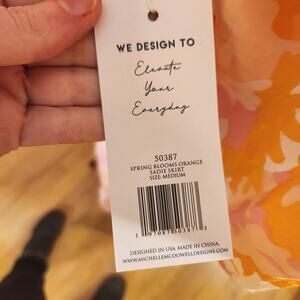 WE DESIGN TO
Elevate
Your
Everyday
50387
SPRING BLOOMS ORANGE
SADIE SKIRT
SIZE: MEDIUM
DESIGNED IN USA MADE IN CHINA
WWW.MICHELLEMCDOWELLDESIGNS.COM